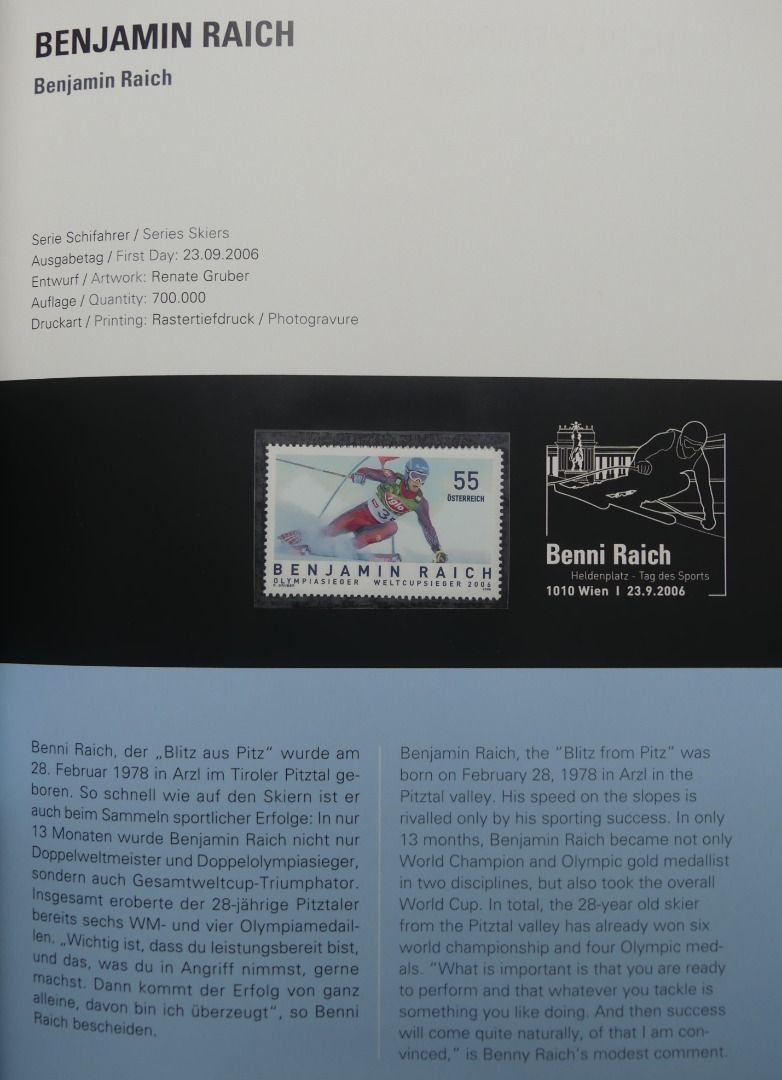 BENJAMIN RAICH
Benjamin Raich
Serie Schifahrer / Series Skiers
Ausgabetag / First Day: 23.09.2006
Entwurf / Artwork: Renate Gruber
Auflage / Quantity: 700.000
Druckart / Printing: Rastertiefdruck / Photogravure
55
ÖSTERREICH
BENJAMIN RAICH
OLYMPIASIEGER WELTCUPSIEGER 2006
R. GRUBER 2006
Benni Raich
Heldenplatz - Tag des Sports
1010 Wien I 23.9.2006
Benni Raich, der „Blitz aus Pitz“ wurde am
28. Februar 1978 in Arzl im Tiroler Pitztal ge-
boren. So schnell wie auf den Skiern ist er
auch beim Sammeln sportlicher Erfolge: In nur
13 Monaten wurde Benjamin Raich nicht nur
Doppelweltmeister und Doppelolympiasieger,
sondern auch Gesamtweltcup-Triumphator.
Insgesamt eroberte der 28-jährige Pitztaler
bereits sechs WM- und vier Olympiamedail-
len. „Wichtig ist, dass du leistungsbereit bist,
und das, was du in Angriff nimmst, gerne
machst. Dann kommt der Erfolg von ganz
alleine, davon bin ich überzeugt“, so Benni
Raich bescheiden.
Benjamin Raich, the “Blitz from Pitz” was
born on February 28, 1978 in Arzl in the
Pitztal valley. His speed on the slopes is
rivalled only by his sporting success. In only
13 months, Benjamin Raich became not only
World Champion and Olympic gold medallist
in two disciplines, but also took the overall
World Cup. In total, the 28-year old skier
from the Pitztal valley has already won six
world championship and four Olympic med-
als. “What is important is that you are ready
to perform and that whatever you tackle is
something you like doing. And then success
will come quite naturally, of that I am con-
vinced,” is Benny Raich’s modest comment.